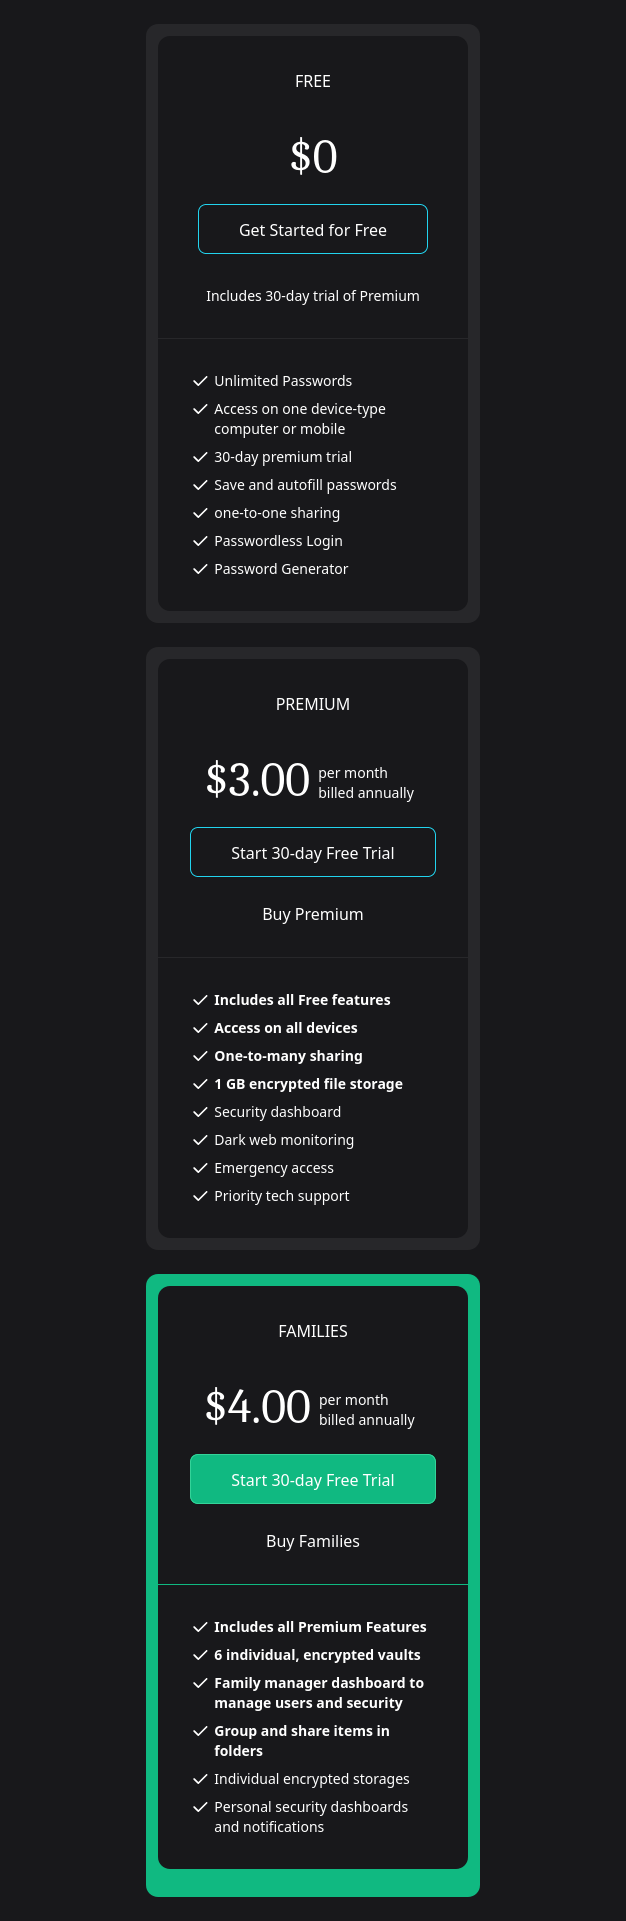 FREE
$0
Get Started for Free
Includes 30-day trial of Premium
Unlimited Passwords
Access on one device-type
computer or mobile
30-day premium trial
Save and autofill passwords
one-to-one sharing
Passwordless Login
Password Generator
PREMIUM
$3.00 per month
billed annually
Start 30-day Free Trial
Buy Premium
Includes all Free features
Access on all devices
One-to-many sharing
1 GB encrypted file storage
Security dashboard
Dark web monitoring
Emergency access
Priority tech support
FAMILIES
$4.00 per month
billed annually
Start 30-day Free Trial
Buy Families
Includes all Premium Features
6 individual, encrypted vaults
Family manager dashboard to
manage users and security
Group and share items in
folders
Individual encrypted storages
Personal security dashboards
and notifications